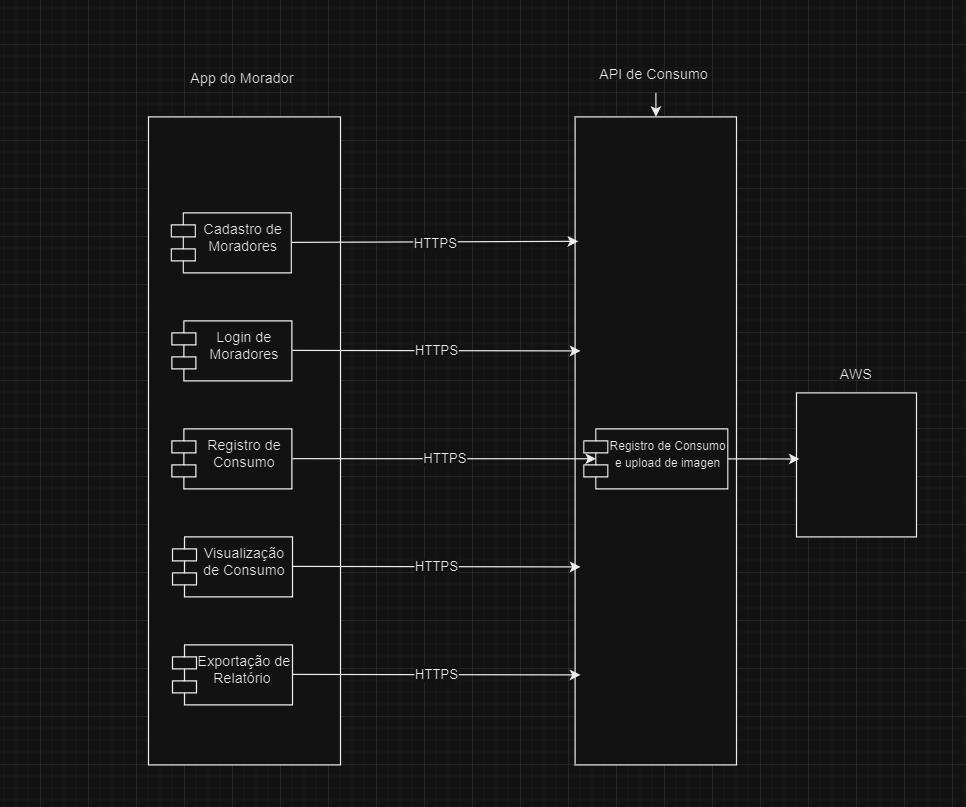 App do Morador
API de Consumo
Cadastro de
Moradores
HTTPS
Login de
Moradores
HTTPS
AWS
Registro de
Consumo
HTTPS
Registro de Consumo
e upload de imagen
Visualização
de Consumo
HTTPS
Exportação de
Relatório
HTTPS